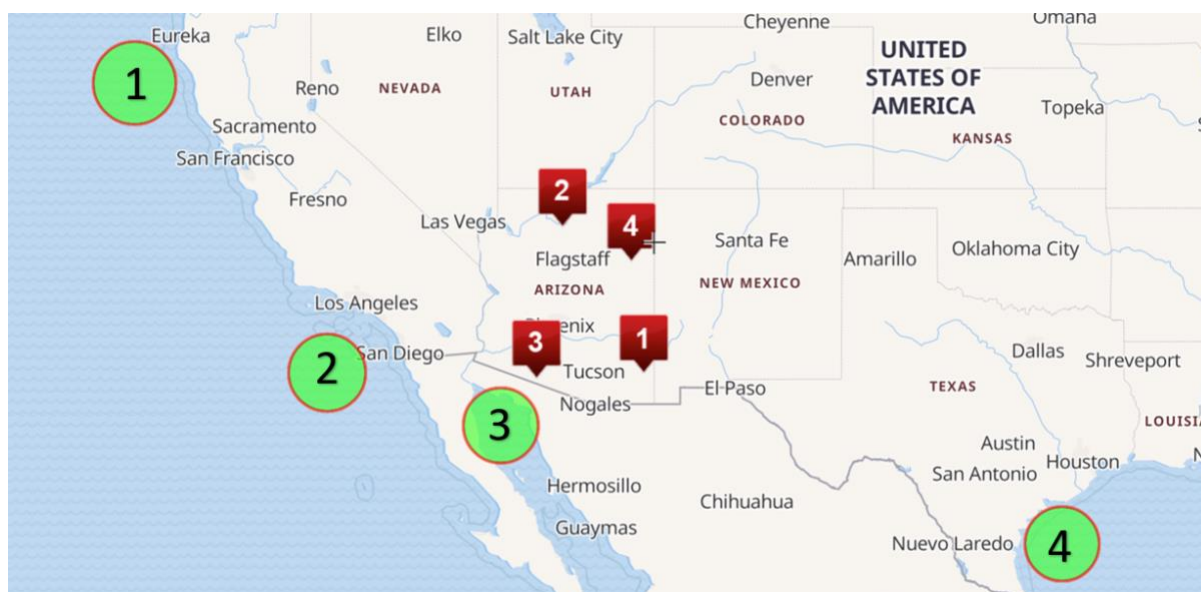 Eureka
Elko
Salt Lake City
Cheyenne
Omaha
1
Reno
NEVADA
UTAH
Denver
UNITED
STATES OF
AMERICA
COLORADO
Topeka
KANSAS
Sacramento
San Francisco
Fresno
2
4
Las Vegas
Flagstaff
Santa Fe
Amarillo
Oklahoma City
ARIZONA
NEW MEXICO
Los Angeles
San Diego
3
1
Tucson
El Paso
Dallas
Shreveport
TEXAS
2
Nogales
3
LOUISI
Austin
Houston
San Antonio
Hermosillo
Chihuahua
Guaymas
Nuevo Laredo
4